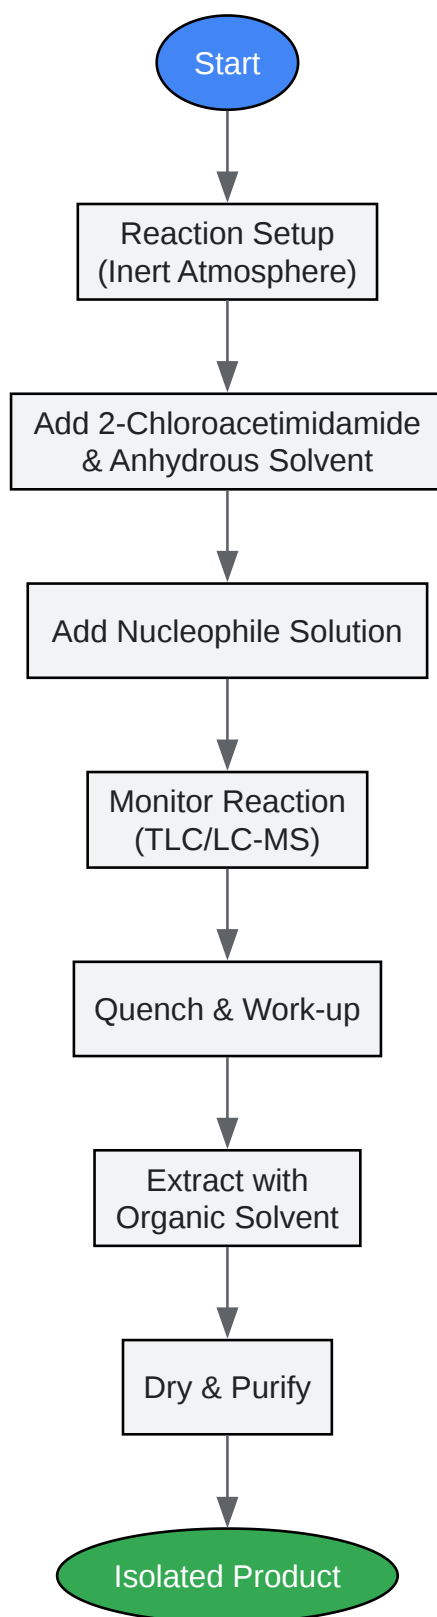 Start
Reaction Setup
(Inert Atmosphere)
Add 2-Chloroacetimidamide
& Anhydrous Solvent
Add Nucleophile Solution
Monitor Reaction
(TLC/LC-MS)
Quench & Work-up
Extract with
Organic Solvent
Dry & Purify
Isolated Product